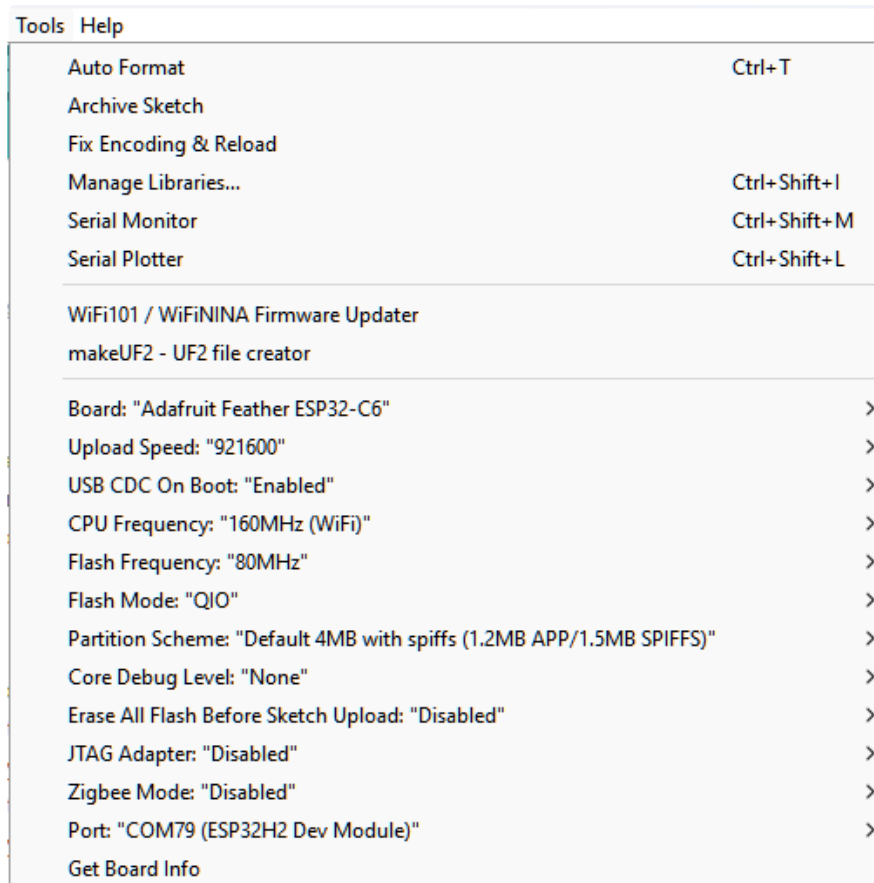 Tools Help
Auto Format Ctrl+T
Archive Sketch
Fix Encoding & Reload
Manage Libraries... Ctrl+Shift+I
Serial Monitor Ctrl+Shift+M
Serial Plotter Ctrl+Shift+L
WiFi101 / WiFiNINA Firmware Updater
makeUF2 - UF2 file creator
Board: "Adafruit Feather ESP32-C6"
Upload Speed: "921600"
USB CDC On Boot: "Enabled"
CPU Frequency: "160MHz (WiFi)"
Flash Frequency: "80MHz"
Flash Mode: "QIO"
Partition Scheme: "Default 4MB with spiffs (1.2MB APP/1.5MB SPIFFS)"
Core Debug Level: "None"
Erase All Flash Before Sketch Upload: "Disabled"
JTAG Adapter: "Disabled"
Zigbee Mode: "Disabled"
Port: "COM79 (ESP32H2 Dev Module)"
Get Board Info